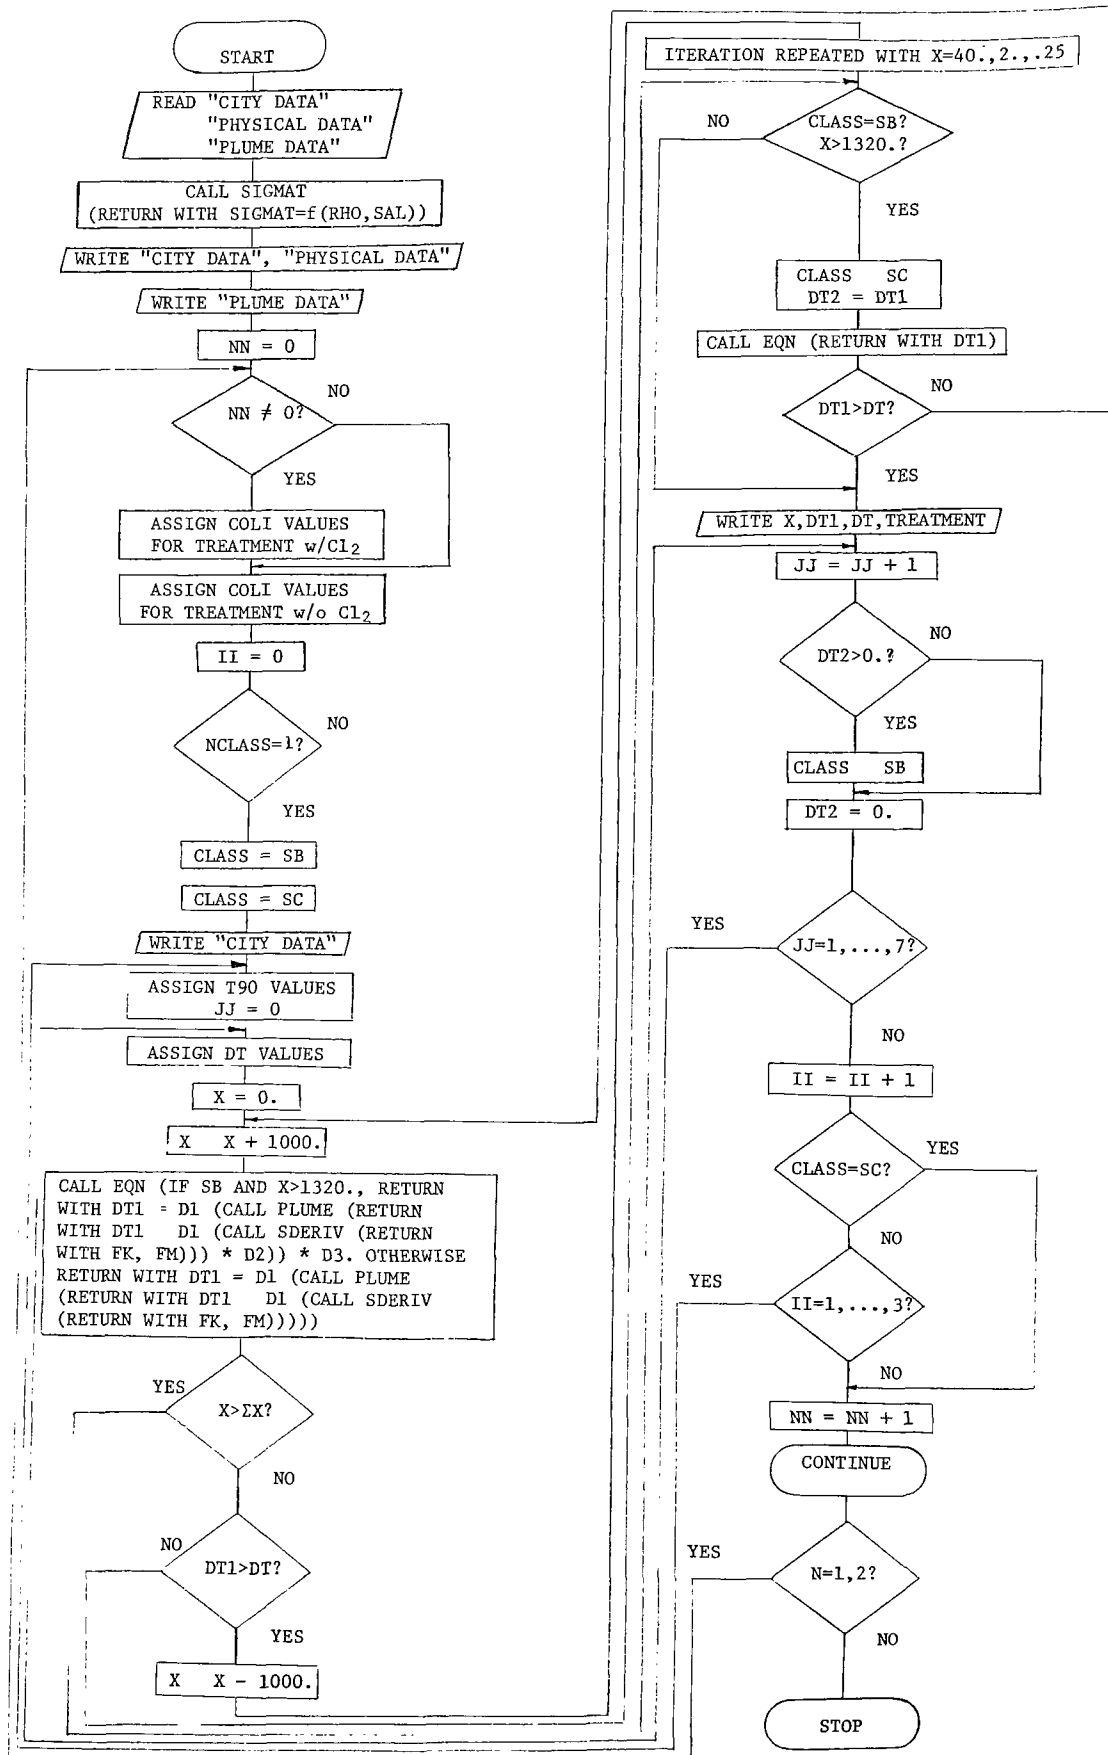 START
READ "CITY DATA"
"PHYSICAL DATA"
"PLUME DATA"
CALL SIGMAT
(RETURN WITH SIGMAT=f(RHO,SAL))
WRITE "CITY DATA", "PHYSICAL DATA"
WRITE "PLUME DATA"
NN = 0
NN ≠ 0?
NO
YES
ASSIGN COLI VALUES
FOR TREATMENT w/Cl2
ASSIGN COLI VALUES
FOR TREATMENT w/o Cl2
II = 0
NCLASS=1?
NO
YES
CLASS = SB
CLASS = SC
WRITE "CITY DATA"
ASSIGN T90 VALUES
JJ = 0
ASSIGN DT VALUES
X = 0.
X X + 1000.
CALL EQN (IF SB AND X>1320., RETURN
WITH DT1 = D1 (CALL PLUME (RETURN
WITH DT1 D1 (CALL SDERIV (RETURN
WITH FK, FM))) * D2)) * D3. OTHERWISE
RETURN WITH DT1 = D1 (CALL PLUME
(RETURN WITH DT1 D1 (CALL SDERIV
(RETURN WITH FK, FM)))))
YES
X>ΣX?
NO
NO
DT1>DT?
YES
X X - 1000.
ITERATION REPEATED WITH X=40.,2.,.25
NO
CLASS=SB?
X>1320.?
YES
CLASS SC
DT2 = DT1
CALL EQN (RETURN WITH DT1)
NO
DT1>DT?
YES
WRITE X,DT1,DT,TREATMENT
JJ = JJ + 1
NO
DT2>0.?
YES
CLASS SB
DT2 = 0.
YES
JJ=1,...,7?
NO
II = II + 1
YES
CLASS=SC?
NO
YES
II=1,...,3?
NO
NN = NN + 1
CONTINUE
YES
N=1,2?
NO
STOP